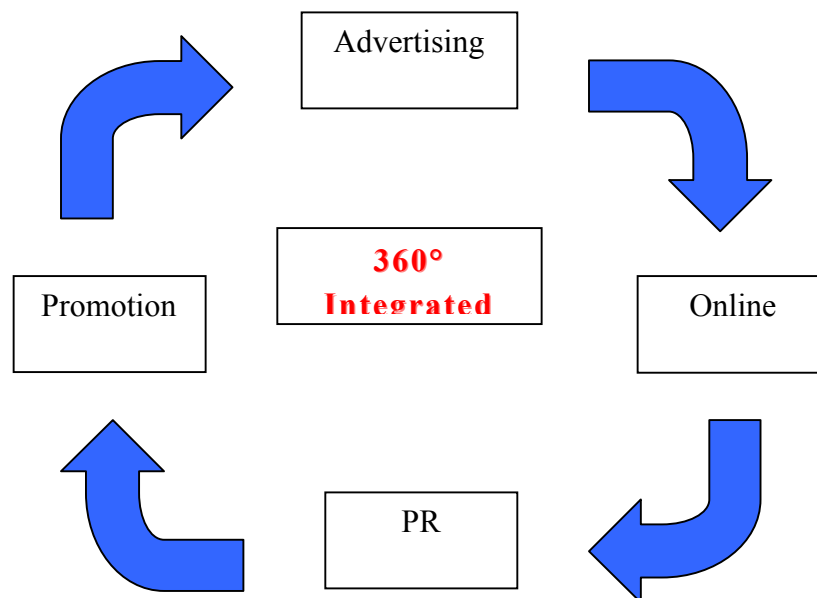 Advertising
360°
Integrated
Promotion
Online
PR